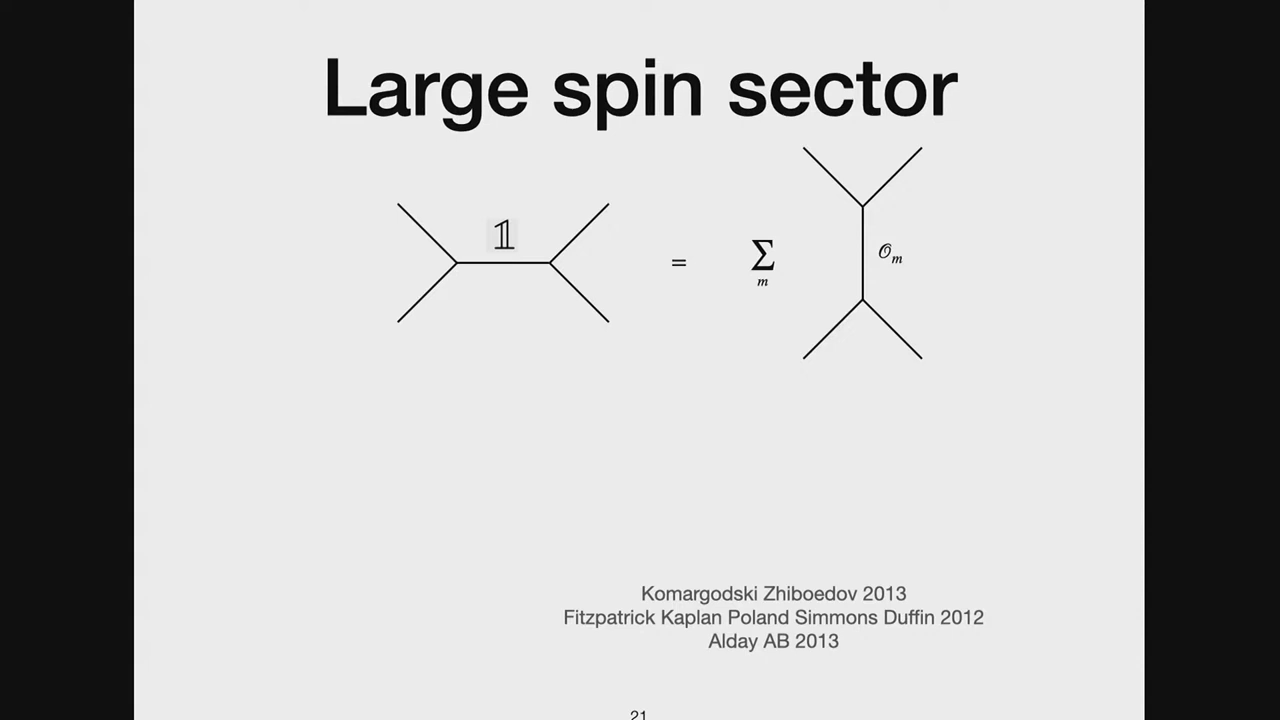 Large spin sector
𝟙
=
∑
m
𝒪m
Komargodski Zhiboedov 2013
Fitzpatrick Kaplan Poland Simmons Duffin 2012
Alday AB 2013
21